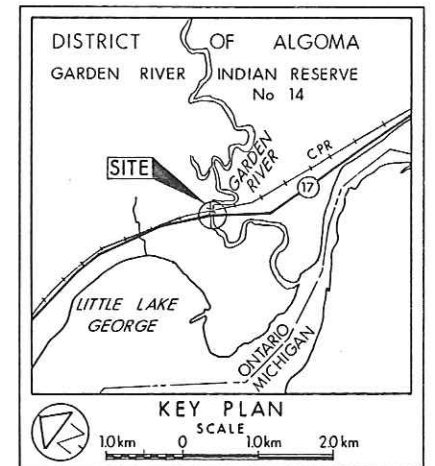 DISTRICT OF ALGOMA
GARDEN RIVER INDIAN RESERVE
No 14
SITE
GARDEN
RIVER
CPR
17
LITTLE LAKE
GEORGE
ONTARIO
MICHIGAN
KEY PLAN
SCALE
1.0km 0 1.0km 2.0km